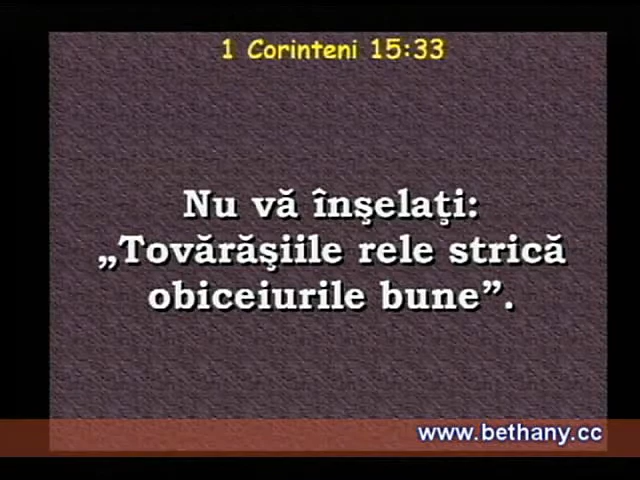 1 Corinteni 15:33
Nu vă înşelaţi:
„Tovărăşiile rele strică
obiceiurile bune”.
www.bethany.cc